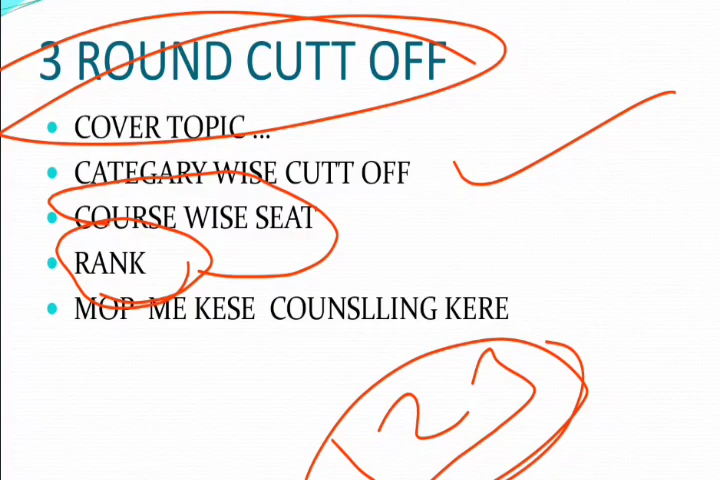 3 ROUND CUTT OFF
COVER TOPIC ...
CATEGARY WISE CUTT OFF
COURSE WISE SEAT
RANK
MOP ME KESE COUNSLLING KERE